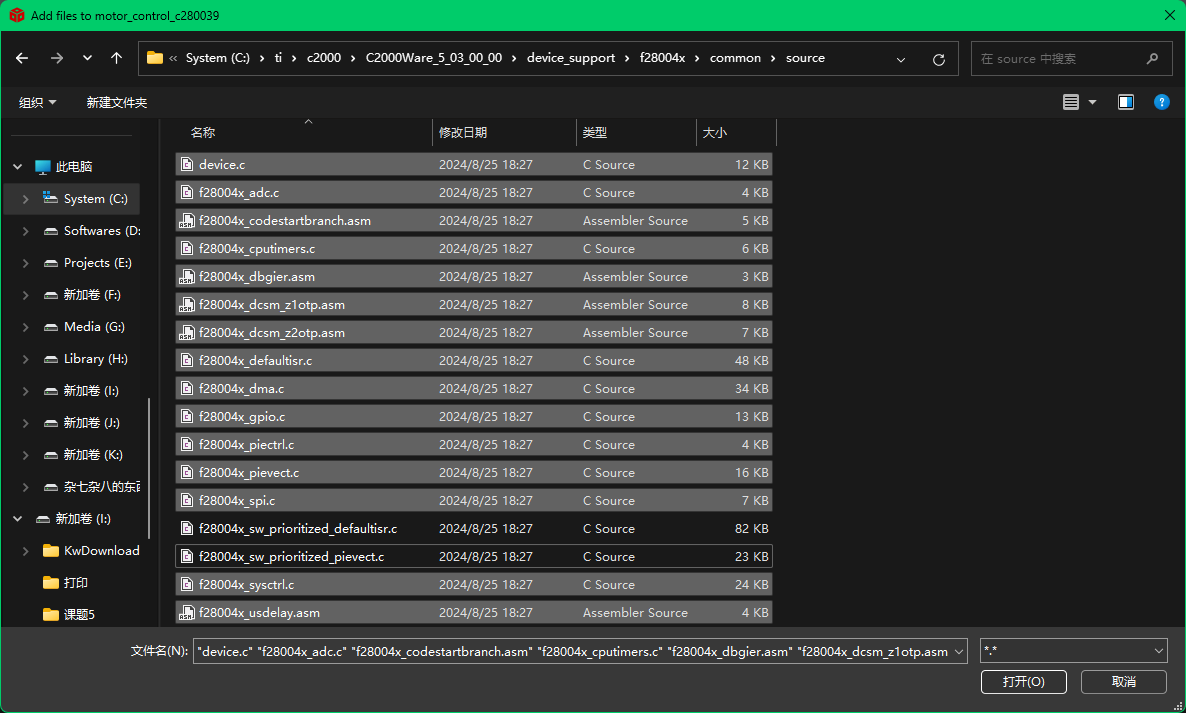 Add files to motor_control_c280039
« System (C:) › ti › c2000 › C2000Ware_5_03_00_00 › device_support › f28004x › common › source
在 source 中搜索
组织 新建文件夹
名称 修改日期 类型 大小
此电脑
System (C:)
Softwares (D:
Projects (E:)
新加卷 (F:)
Media (G:)
Library (H:)
新加卷 (I:)
新加卷 (J:)
新加卷 (K:)
杂七杂八的东西
新加卷 (I:)
KwDownload
打印
课题5
device.c 2024/8/25 18:27 C Source 12 KB
f28004x_adc.c 2024/8/25 18:27 C Source 4 KB
f28004x_codestartbranch.asm 2024/8/25 18:27 Assembler Source 5 KB
f28004x_cputimers.c 2024/8/25 18:27 C Source 6 KB
f28004x_dbgier.asm 2024/8/25 18:27 Assembler Source 3 KB
f28004x_dcsm_z1otp.asm 2024/8/25 18:27 Assembler Source 8 KB
f28004x_dcsm_z2otp.asm 2024/8/25 18:27 Assembler Source 7 KB
f28004x_defaultisr.c 2024/8/25 18:27 C Source 48 KB
f28004x_dma.c 2024/8/25 18:27 C Source 34 KB
f28004x_gpio.c 2024/8/25 18:27 C Source 13 KB
f28004x_piectrl.c 2024/8/25 18:27 C Source 4 KB
f28004x_pievect.c 2024/8/25 18:27 C Source 16 KB
f28004x_spi.c 2024/8/25 18:27 C Source 7 KB
f28004x_sw_prioritized_defaultisr.c 2024/8/25 18:27 C Source 82 KB
f28004x_sw_prioritized_pievect.c 2024/8/25 18:27 C Source 23 KB
f28004x_sysctrl.c 2024/8/25 18:27 C Source 24 KB
f28004x_usdelay.asm 2024/8/25 18:27 Assembler Source 4 KB
文件名(N): "device.c" "f28004x_adc.c" "f28004x_codestartbranch.asm" "f28004x_cputimers.c" "f28004x_dbgier.asm" "f28004x_dcsm_z1otp.asm *.*
打开(O) 取消